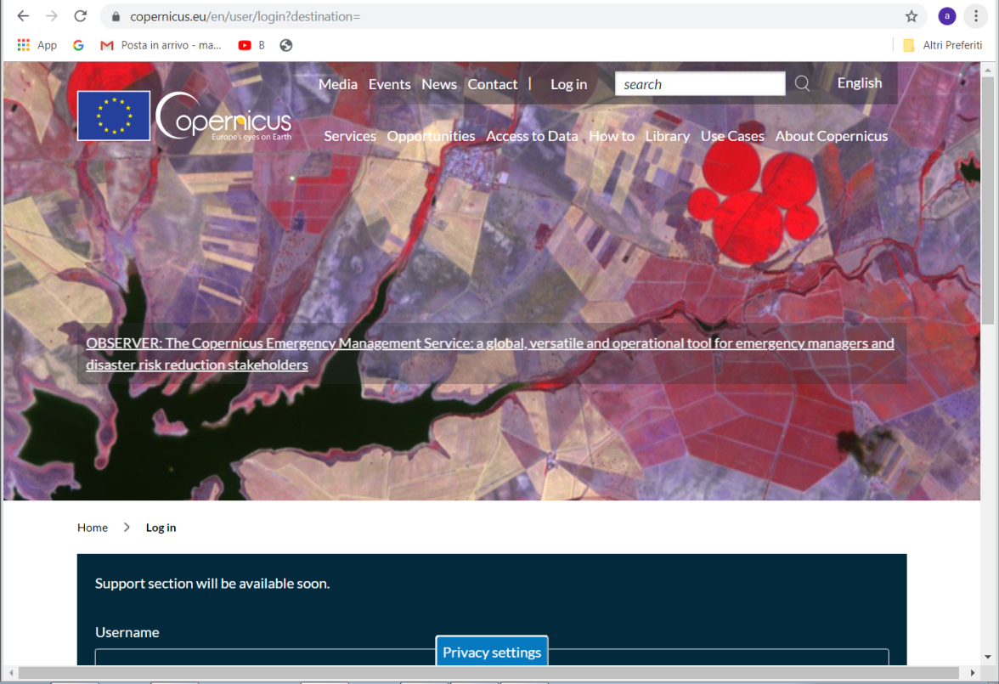 copernicus.eu/en/user/login?destination=
a
App
Posta in arrivo - ma...
B
Altri Preferiti
Media Events News Contact | Log in search English
Copernicus
Europe's eyes on Earth
Services Opportunities Access to Data How to Library Use Cases About Copernicus
OBSERVER: The Copernicus Emergency Management Service: a global, versatile and operational tool for emergency managers and
disaster risk reduction stakeholders
Home > Log in
Support section will be available soon.
Username
Privacy settings